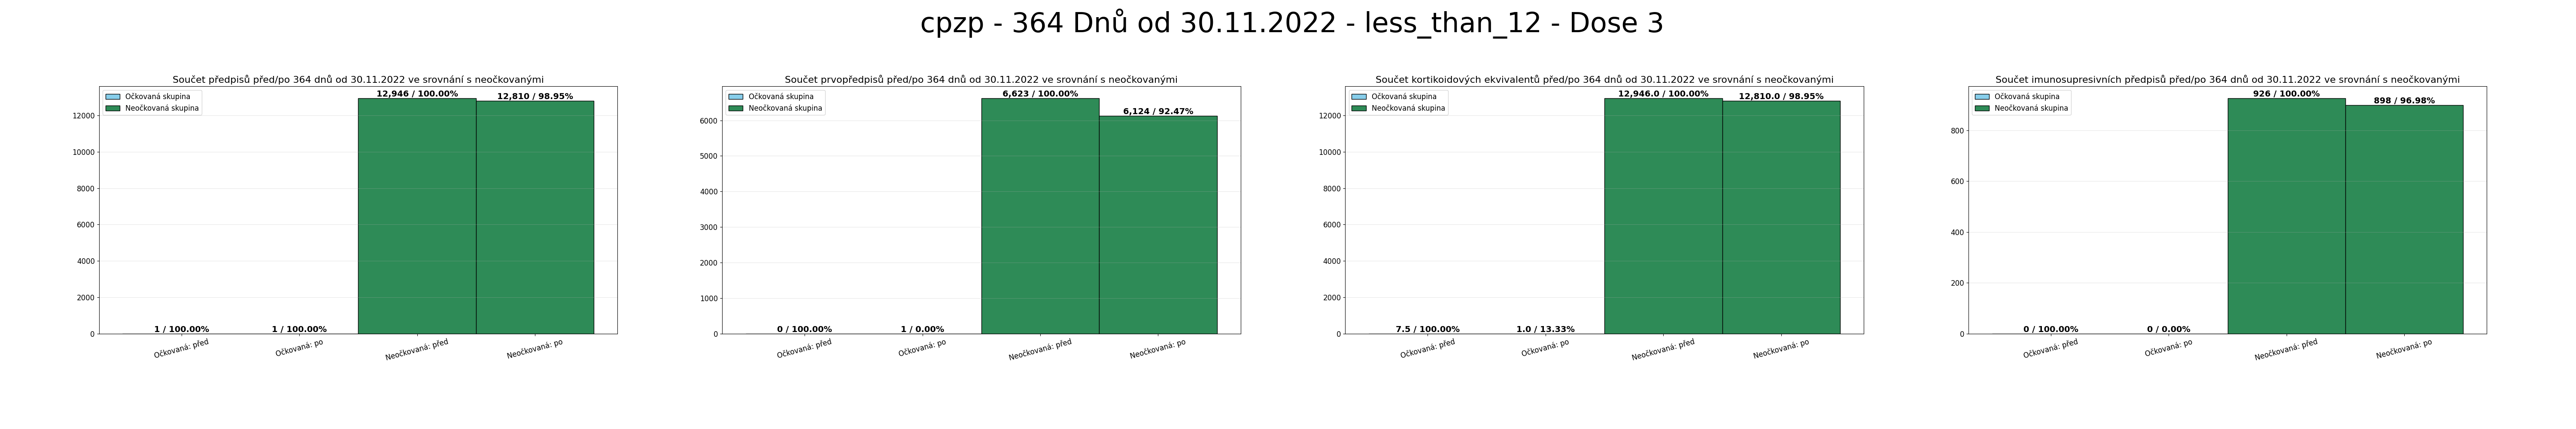 cpzp - 364 Dnů od 30.11.2022 - less_than_12 - Dose 3
Součet předpisů před/po 364 dnů od 30.11.2022 ve srovnání s neočkovanými
Očkovaná skupina
Neočkovaná skupina
12,946 / 100.00%
12,810 / 98.95%
1 / 100.00%
1 / 100.00%
12000
10000
8000
6000
4000
2000
0
Očkovaná: před
Očkovaná: po
Neočkovaná: před
Neočkovaná: po
Součet prvopředpisů před/po 364 dnů od 30.11.2022 ve srovnání s neočkovanými
Očkovaná skupina
Neočkovaná skupina
6,623 / 100.00%
6,124 / 92.47%
0 / 100.00%
1 / 0.00%
6000
5000
4000
3000
2000
1000
0
Očkovaná: před
Očkovaná: po
Neočkovaná: před
Neočkovaná: po
Součet kortikoidových ekvivalentů před/po 364 dnů od 30.11.2022 ve srovnání s neočkovanými
Očkovaná skupina
Neočkovaná skupina
12,946.0 / 100.00%
12,810.0 / 98.95%
7.5 / 100.00%
1.0 / 13.33%
12000
10000
8000
6000
4000
2000
0
Očkovaná: před
Očkovaná: po
Neočkovaná: před
Neočkovaná: po
Součet imunosupresivních předpisů před/po 364 dnů od 30.11.2022 ve srovnání s neočkovanými
Očkovaná skupina
Neočkovaná skupina
926 / 100.00%
898 / 96.98%
0 / 100.00%
0 / 0.00%
800
600
400
200
0
Očkovaná: před
Očkovaná: po
Neočkovaná: před
Neočkovaná: po